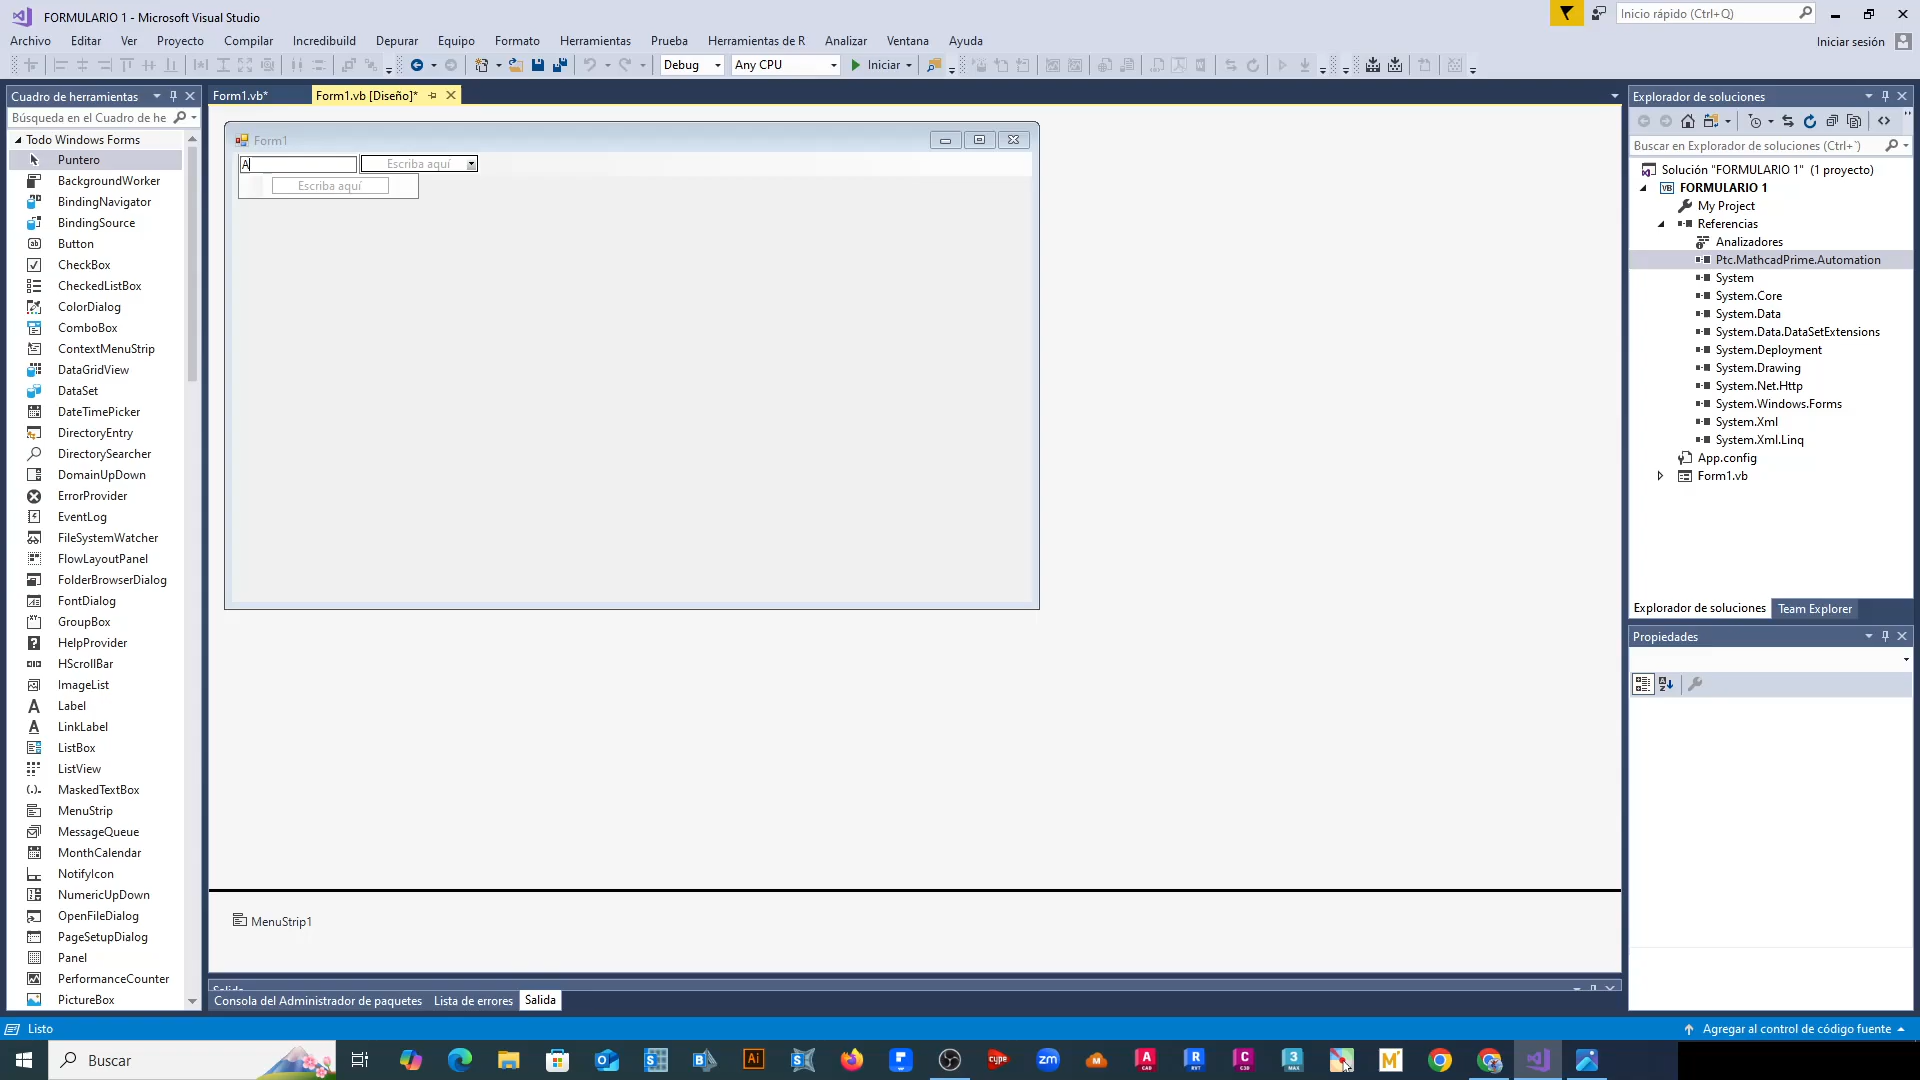 FORMULARIO 1 - Microsoft Visual Studio
Inicio rápido (Ctrl+Q)
Archivo Editar Ver Proyecto Compilar Incredibuild Depurar Equipo Formato Herramientas Prueba Herramientas de R Analizar Ventana Ayuda
Iniciar sesión
Debug Any CPU Iniciar
Cuadro de herramientas
Búsqueda en el Cuadro de he
Todo Windows Forms
Puntero
BackgroundWorker
BindingNavigator
BindingSource
Button
CheckBox
CheckedListBox
ColorDialog
ComboBox
ContextMenuStrip
DataGridView
DataSet
DateTimePicker
DirectoryEntry
DirectorySearcher
DomainUpDown
ErrorProvider
EventLog
FileSystemWatcher
FlowLayoutPanel
FolderBrowserDialog
FontDialog
GroupBox
HelpProvider
HScrollBar
ImageList
Label
LinkLabel
ListBox
ListView
MaskedTextBox
MenuStrip
MessageQueue
MonthCalendar
NotifyIcon
NumericUpDown
OpenFileDialog
PageSetupDialog
Panel
PerformanceCounter
PictureBox
Form1.vb* Form1.vb [Diseño]*
Form1
A Escriba aquí
Escriba aquí
MenuStrip1
Salida
Consola del Administrador de paquetes Lista de errores Salida
Explorador de soluciones
Buscar en Explorador de soluciones (Ctrl+`)
Solución "FORMULARIO 1" (1 proyecto)
VB FORMULARIO 1
My Project
Referencias
Analizadores
Ptc.MathcadPrime.Automation
System
System.Core
System.Data
System.Data.DataSetExtensions
System.Deployment
System.Drawing
System.Net.Http
System.Windows.Forms
System.Xml
System.Xml.Linq
App.config
Form1.vb
Explorador de soluciones Team Explorer
Propiedades
Listo
Agregar al control de código fuente
Buscar